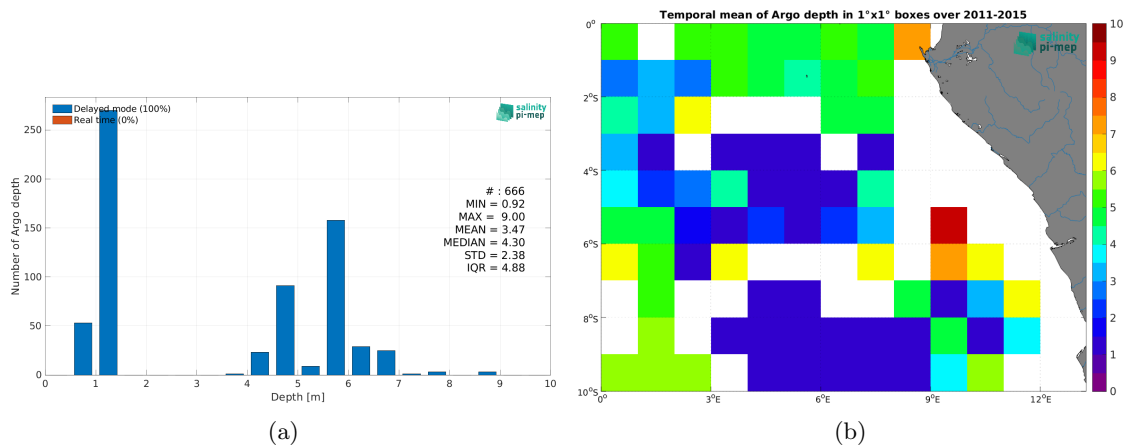 Delayed mode (100%)
Real time (0%)
salinity
pi-mep
# : 666
MIN = 0.92
MAX = 9.00
MEAN = 3.47
MEDIAN = 4.30
STD = 2.38
IQR = 4.88
Number of Argo depth
250
200
150
100
50
0
0 1 2 3 4 5 6 7 8 9 10
Depth [m]
(a)
Temporal mean of Argo depth in 1°x1° boxes over 2011-2015
salinity
pi-mep
0°
2°S
4°S
6°S
8°S
10°S
0° 3°E 6°E 9°E 12°E
10
9
8
7
6
5
4
3
2
1
0
(b)